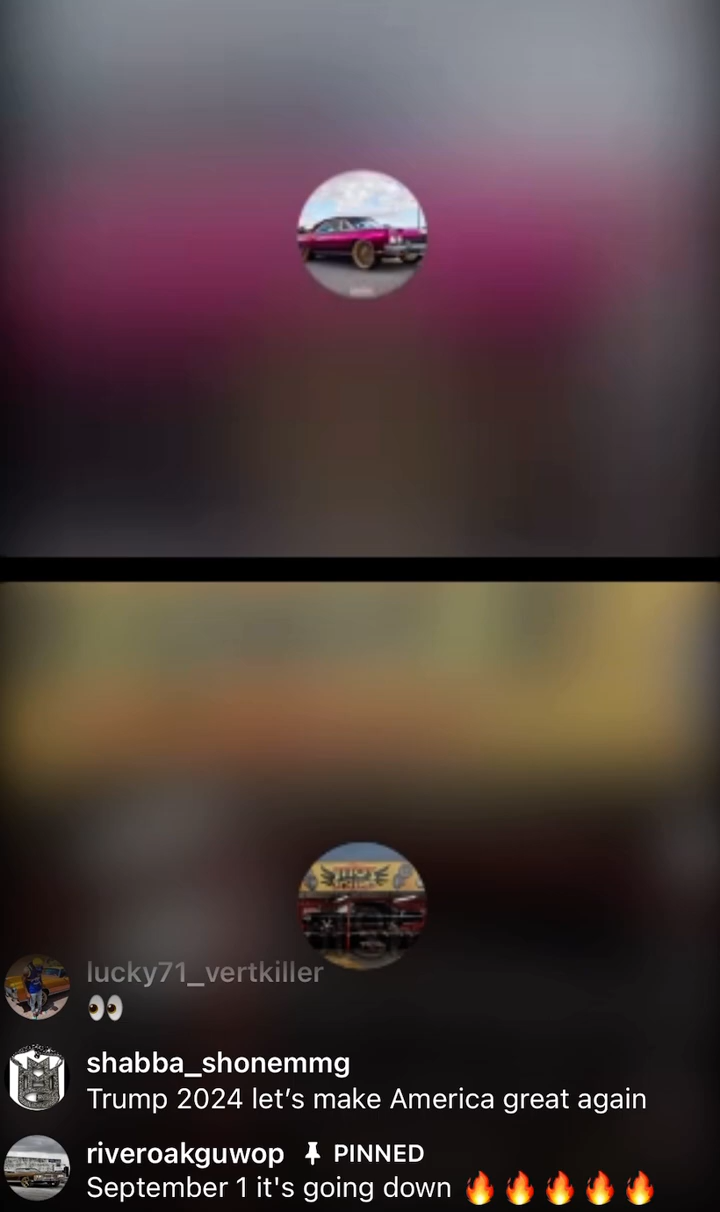 lucky71_vertkiller
👀
shabba_shonemmg
Trump 2024 let’s make America great again
riveroakguwop 📌 PINNED
September 1 it's going down 🔥🔥🔥🔥🔥